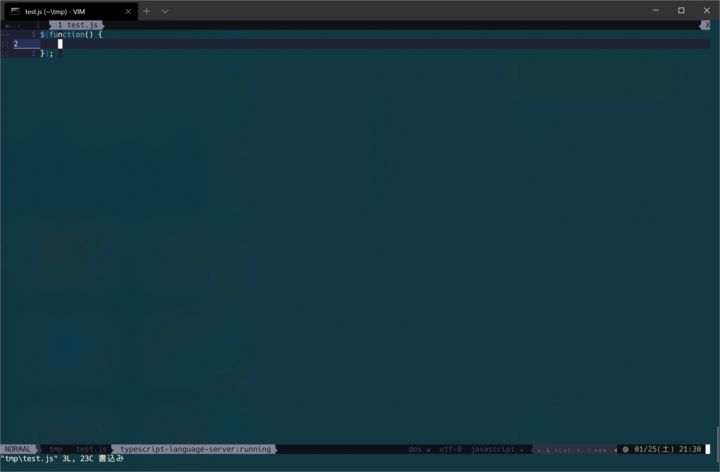 test.js (~\tmp) - VIM
1 test.js X
1 $(function() {
2
1 });
NORMAL tmp test.js typescript-language-server:running dos utf-8 javascript 01/25(土) 21:30
"tmp\test.js" 3L, 23C 書込み